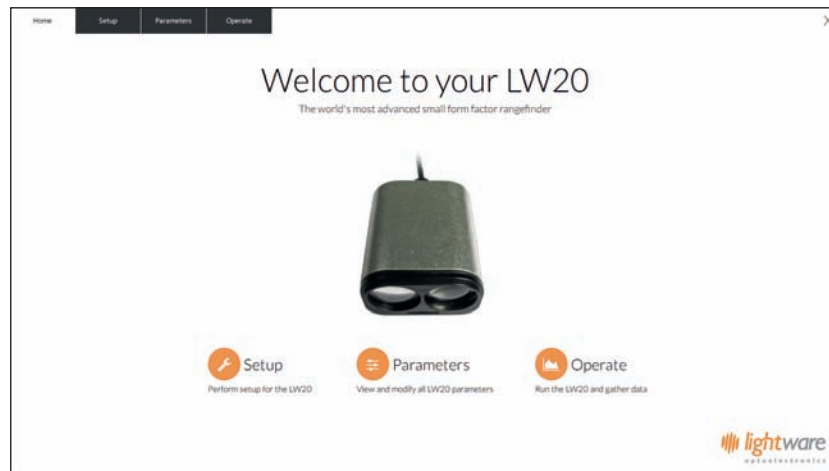 Home Setup Parameters Operate
Welcome to your LW20
The world's most advanced small form factor rangefinder
Setup Parameters Operate
Perform setup for the LW20 View and modify all LW20 parameters Run the LW20 and gather data
lightware
optoelectronics